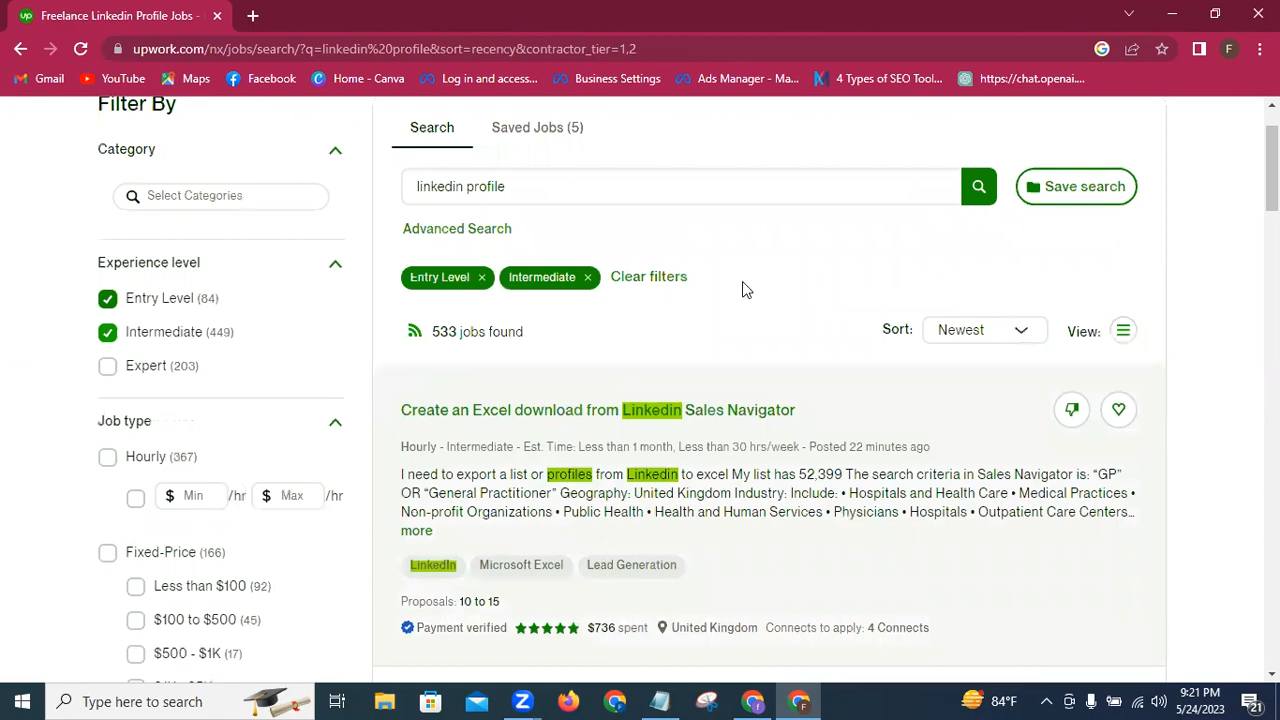 Freelance Linkedin Profile Jobs -
upwork.com/nx/jobs/search/?q=linkedin%20profile&sort=recency&contractor_tier=1,2
F
Gmail
YouTube
Maps
Facebook
Home - Canva
Log in and access...
Business Settings
Ads Manager - Ma...
4 Types of SEO Tool...
https://chat.openai....
Filter By
Category
Select Categories
Experience level
Entry Level (84)
Intermediate (449)
Expert (203)
Job type
Hourly (367)
$ Min /hr $ Max /hr
Fixed-Price (166)
Less than $100 (92)
$100 to $500 (45)
$500 - $1K (17)
Search
Saved Jobs (5)
linkedin profile
Save search
Advanced Search
Entry Level
Intermediate
Clear filters
533 jobs found
Sort: Newest
View:
Create an Excel download from Linkedin Sales Navigator
Hourly - Intermediate - Est. Time: Less than 1 month, Less than 30 hrs/week - Posted 22 minutes ago
I need to export a list or profiles from Linkedin to excel My list has 52,399 The search criteria in Sales Navigator is: “GP”
OR “General Practitioner” Geography: United Kingdom Industry: Include: • Hospitals and Health Care • Medical Practices •
Non-profit Organizations • Public Health • Health and Human Services • Physicians • Hospitals • Outpatient Care Centers...
more
LinkedIn
Microsoft Excel
Lead Generation
Proposals: 10 to 15
Payment verified $736 spent United Kingdom Connects to apply: 4 Connects
Type here to search
84°F
9:21 PM
5/24/2023
21